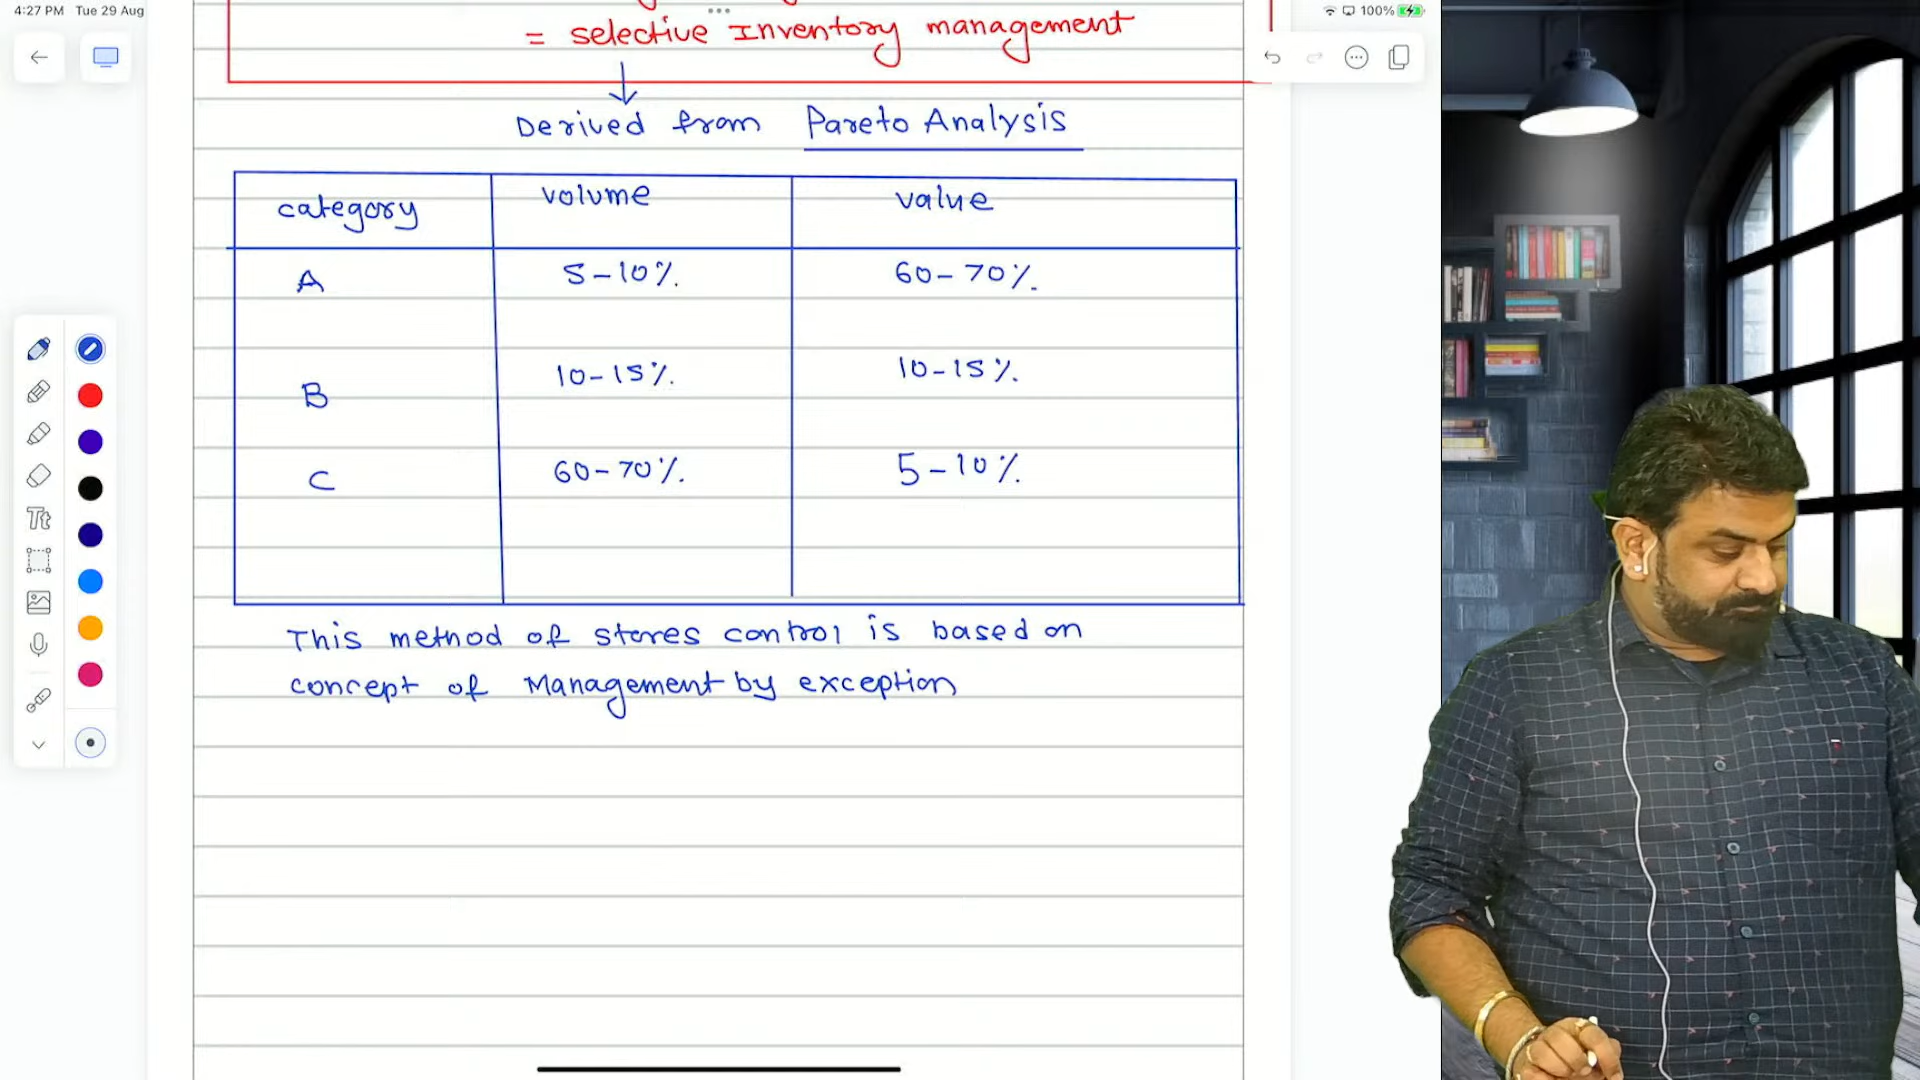 4:27 PM Tue 29 Aug
100%
= selective Inventory management
Derived from Pareto Analysis
category volume value
A 5-10%. 60-70%.
B 10-15%. 10-15%.
C 60-70%. 5-10%.
Tt
This method of stores control is based on
concept of Management by exception